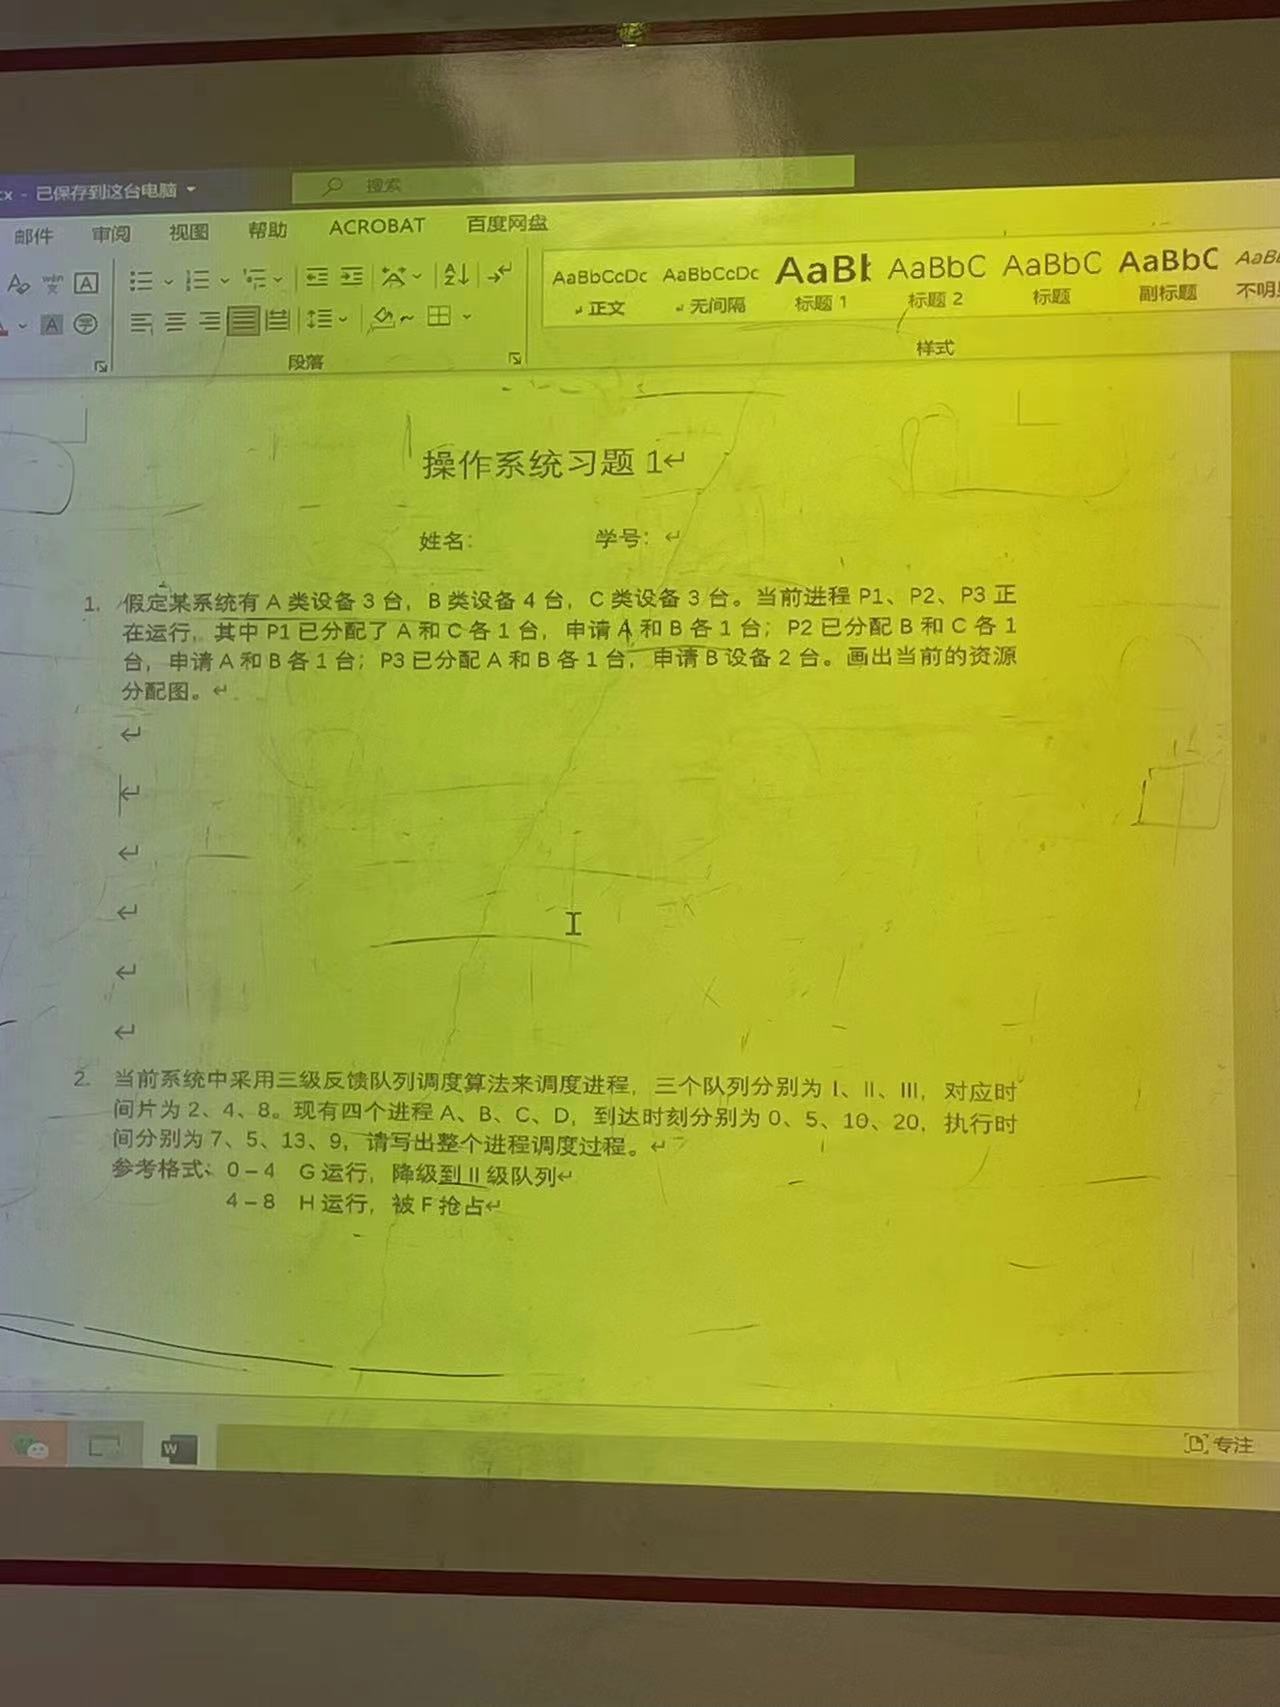 cx - 已保存到这台电脑
搜索
邮件 审阅 视图 帮助 ACROBAT 百度网盘
AaBbCcDc AaBbCcDc AaBb AaBbC AaBbC AaBbC AaBb
正文 无间隔 标题 1 标题 2 标题 副标题 不明显
段落 样式
操作系统习题 1
姓名: 学号:
1. 假定某系统有 A 类设备 3 台,B 类设备 4 台,C 类设备 3 台。当前进程 P1、P2、P3 正
在运行,其中 P1 已分配了 A 和 C 各 1 台,申请 A 和 B 各 1 台;P2 已分配 B 和 C 各 1
台,申请 A 和 B 各 1 台;P3 已分配 A 和 B 各 1 台,申请 B 设备 2 台。画出当前的资源
分配图。
2. 当前系统中采用三级反馈队列调度算法来调度进程,三个队列分别为 I、II、III,对应时
间片为 2、4、8。现有四个进程 A、B、C、D,到达时刻分别为 0、5、10、20,执行时
间分别为 7、5、13、9,请写出整个进程调度过程。
参考格式:0 – 4 G 运行,降级到 II 级队列
4 – 8 H 运行,被 F 抢占
专注